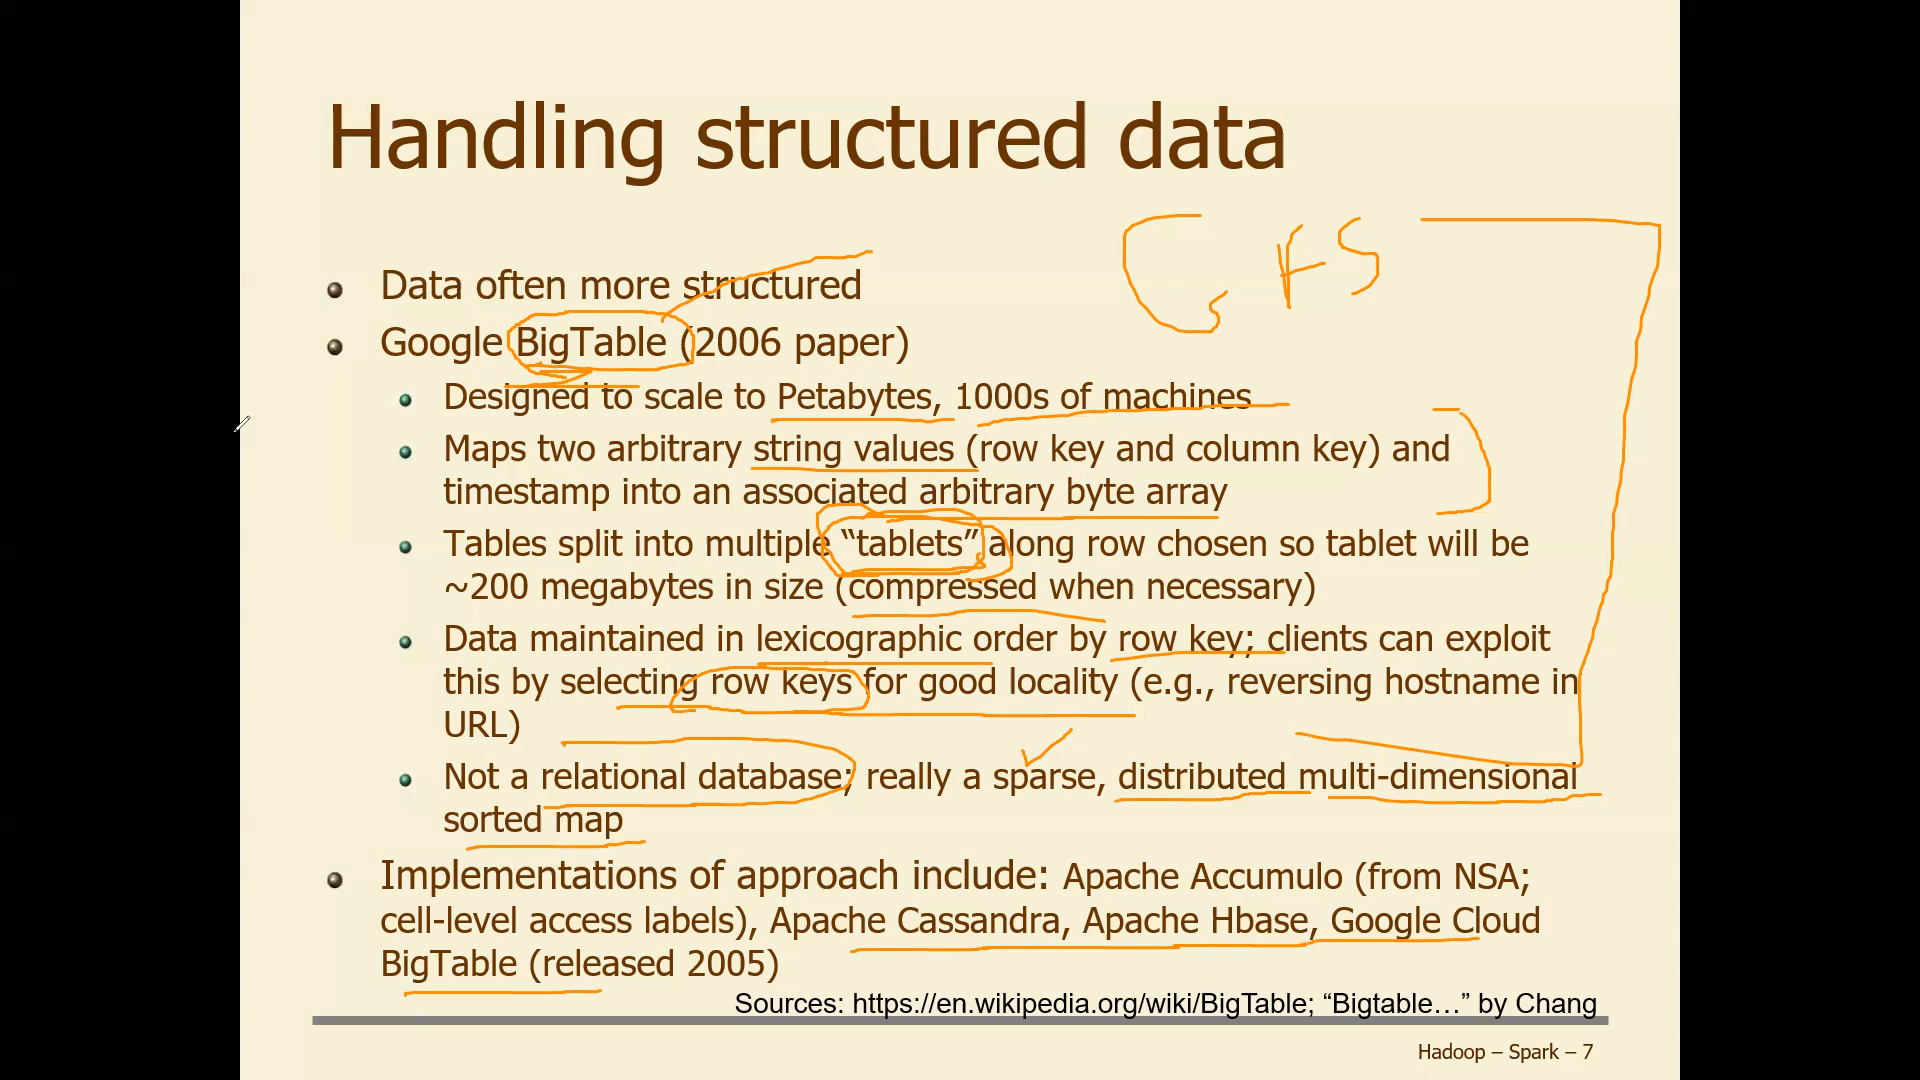 Handling structured data
GFS
Data often more structured
Google BigTable (2006 paper)
Designed to scale to Petabytes, 1000s of machines
Maps two arbitrary string values (row key and column key) and
timestamp into an associated arbitrary byte array
Tables split into multiple “tablets” along row chosen so tablet will be
~200 megabytes in size (compressed when necessary)
Data maintained in lexicographic order by row key; clients can exploit
this by selecting row keys for good locality (e.g., reversing hostname in
URL)
Not a relational database; really a sparse, distributed multi-dimensional
sorted map
Implementations of approach include: Apache Accumulo (from NSA;
cell-level access labels), Apache Cassandra, Apache Hbase, Google Cloud
BigTable (released 2005)
Sources: https://en.wikipedia.org/wiki/BigTable; “Bigtable…” by Chang
Hadoop – Spark – 7